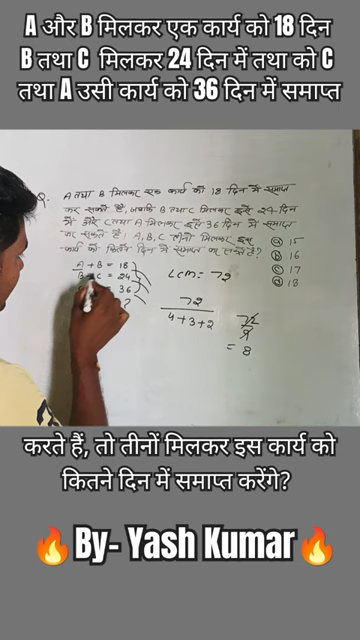 A और B मिलकर एक कार्य को 18 दिन
B तथा C मिलकर 24 दिन में तथा को C
तथा A उसी कार्य को 36 दिन में समाप्त
Q.
A तथा B मिलकर एक कार्य को 18 दिन में समाप्त
कर सकते हैं, जबकि B तथा C मिलकर इसे 24 दिन
में और C तथा A मिलकर इसे 36 दिन में समाप्त
कर सकते हैं। A, B, C तीनों मिलकर इस
कार्य को कितने दिन में समाप्त कर सकते हैं?
ⓐ 15
ⓑ 16
ⓒ 17
ⓓ 18
A + B = 18
B + C = 24
= 36
?
LCM = 72
72
4+3+2
72
9
= 8
करते हैं, तो तीनों मिलकर इस कार्य को
कितने दिन में समाप्त करेंगे?
🔥By- Yash Kumar🔥